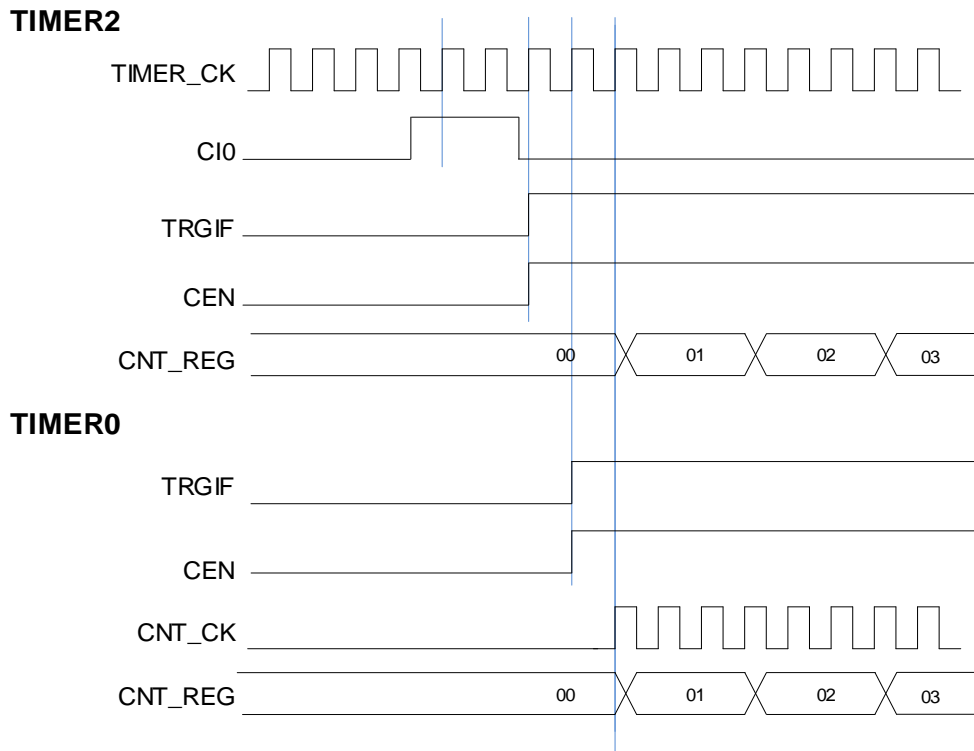 TIMER2
TIMER_CK
CI0
TRGIF
CEN
CNT_REG 00 01 02 03
TIMER0
TRGIF
CEN
CNT_CK
CNT_REG 00 01 02 03